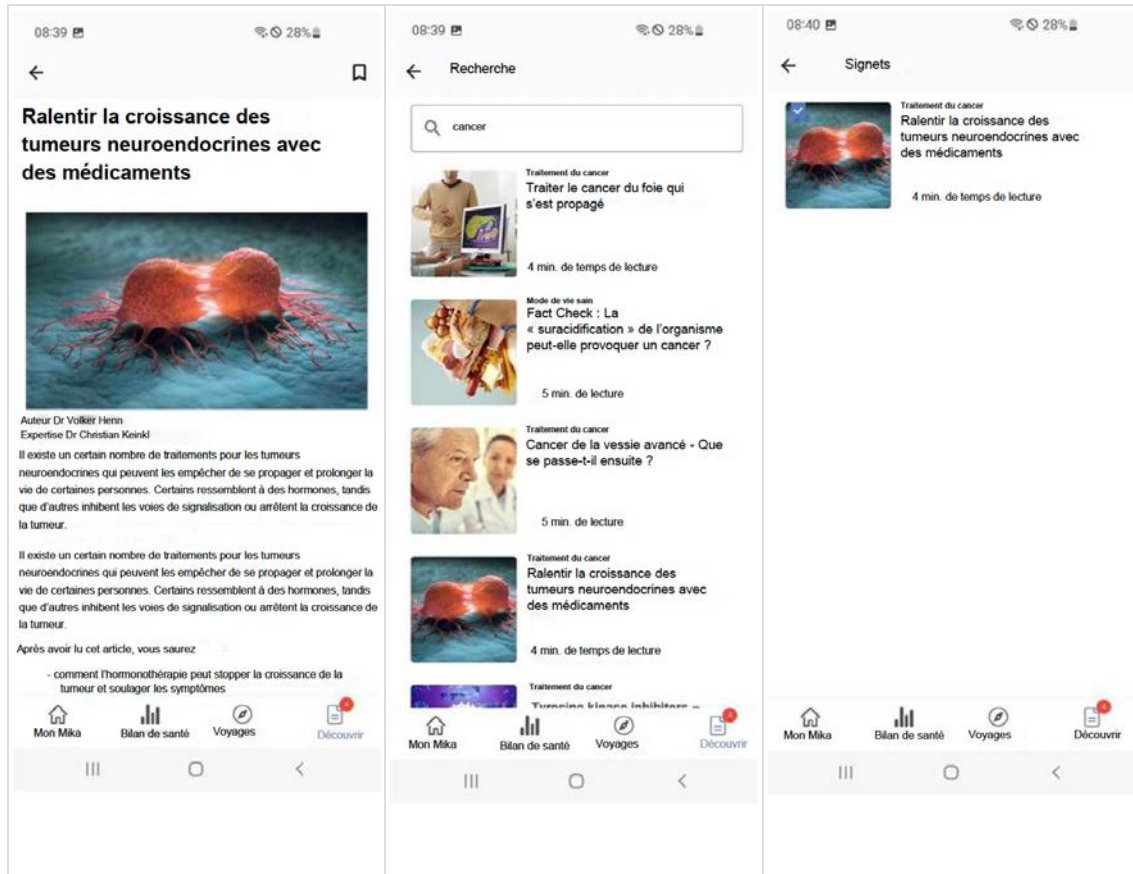 08:39
28%
Ralentir la croissance des
tumeurs neuroendocrines avec
des médicaments
Auteur Dr Volker Henn
Expertise Dr Christian Keinkl
Il existe un certain nombre de traitements pour les tumeurs
neuroendocrines qui peuvent les empêcher de se propager et prolonger la
vie de certaines personnes. Certains ressemblent à des hormones, tandis
que d'autres inhibent les voies de signalisation ou arrêtent la croissance de
la tumeur.
Il existe un certain nombre de traitements pour les tumeurs
neuroendocrines qui peuvent les empêcher de se propager et prolonger la
vie de certaines personnes. Certains ressemblent à des hormones, tandis
que d'autres inhibent les voies de signalisation ou arrêtent la croissance de
la tumeur.
Après avoir lu cet article, vous saurez
- comment l'hormonothérapie peut stopper la croissance de la
tumeur et soulager les symptômes
4
Mon Mika Bilan de santé Voyages Découvrir
08:39
28%
Recherche
cancer
Traitement du cancer
Traiter le cancer du foie qui
s'est propagé
4 min. de temps de lecture
Mode de vie sain
Fact Check : La
« suracidification » de l'organisme
peut-elle provoquer un cancer ?
5 min. de lecture
Traitement du cancer
Cancer de la vessie avancé - Que
se passe-t-il ensuite ?
5 min. de lecture
Traitement du cancer
Ralentir la croissance des
tumeurs neuroendocrines avec
des médicaments
4 min. de temps de lecture
Traitement du cancer
Tyrosine kinase inhibitors –
4
Mon Mika Bilan de santé Voyages Découvrir
08:40
28%
Signets
Traitement du cancer
Ralentir la croissance des
tumeurs neuroendocrines avec
des médicaments
4 min. de temps de lecture
4
Mon Mika Bilan de santé Voyages Découvrir